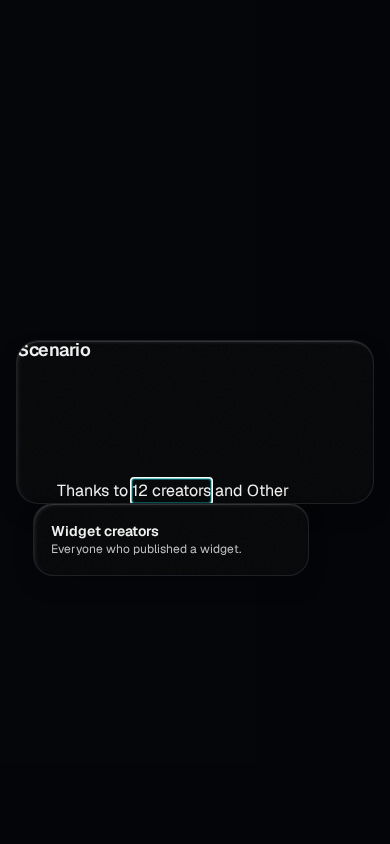 Scenario
Thanks to 12 creators and Other
Widget creators
Everyone who published a widget.